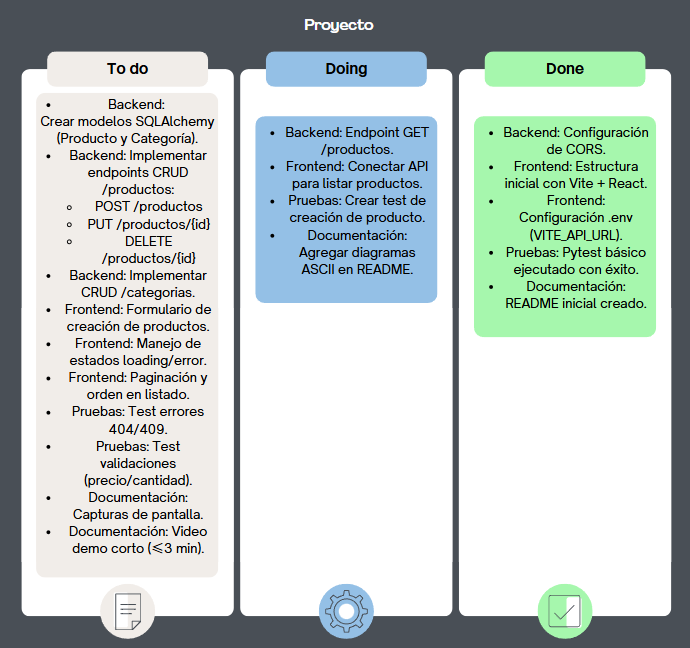 Proyecto
To do
• Backend:
Crear modelos SQLAlchemy
(Producto y Categoría).
• Backend: Implementar
endpoints CRUD
/productos:
○ POST /productos
○ PUT /productos/{id}
○ DELETE
/productos/{id}
• Backend: Implementar
CRUD /categorias.
• Frontend: Formulario de
creación de productos.
• Frontend: Manejo de
estados loading/error.
• Frontend: Paginación y
orden en listado.
• Pruebas: Test errores
404/409.
• Pruebas: Test
validaciones
(precio/cantidad).
• Documentación:
Capturas de pantalla.
• Documentación: Video
demo corto (≤3 min).
Doing
• Backend: Endpoint GET
/productos.
• Frontend: Conectar API
para listar productos.
• Pruebas: Crear test de
creación de producto.
• Documentación:
Agregar diagramas
ASCII en README.
Done
• Backend: Configuración
de CORS.
• Frontend: Estructura
inicial con Vite + React.
• Frontend:
Configuración .env
(VITE_API_URL).
• Pruebas: Pytest básico
ejecutado con éxito.
• Documentación:
README inicial creado.